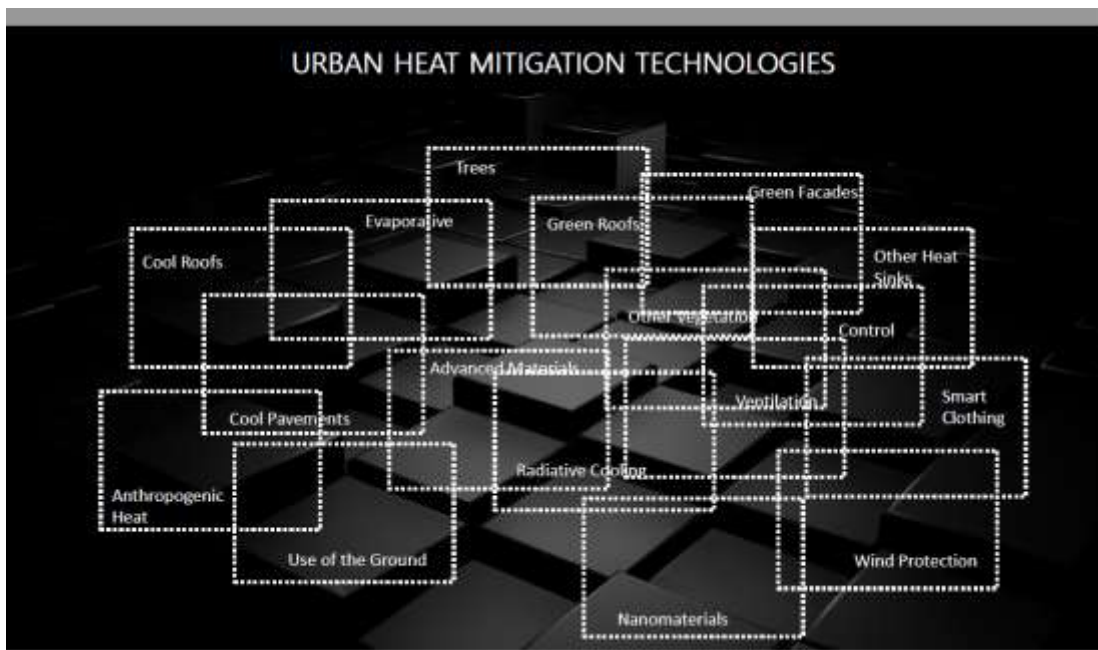 URBAN HEAT MITIGATION TECHNOLOGIES
Trees
Green Facades
Evaporative
Green Roofs
Cool Roofs
Other Heat
Sinks
Other Vegetation
Control
Advanced Materials
Cool Pavements
Ventilation
Smart
Clothing
Radiative Cooling
Anthropogenic
Heat
Use of the Ground
Wind Protection
Nanomaterials